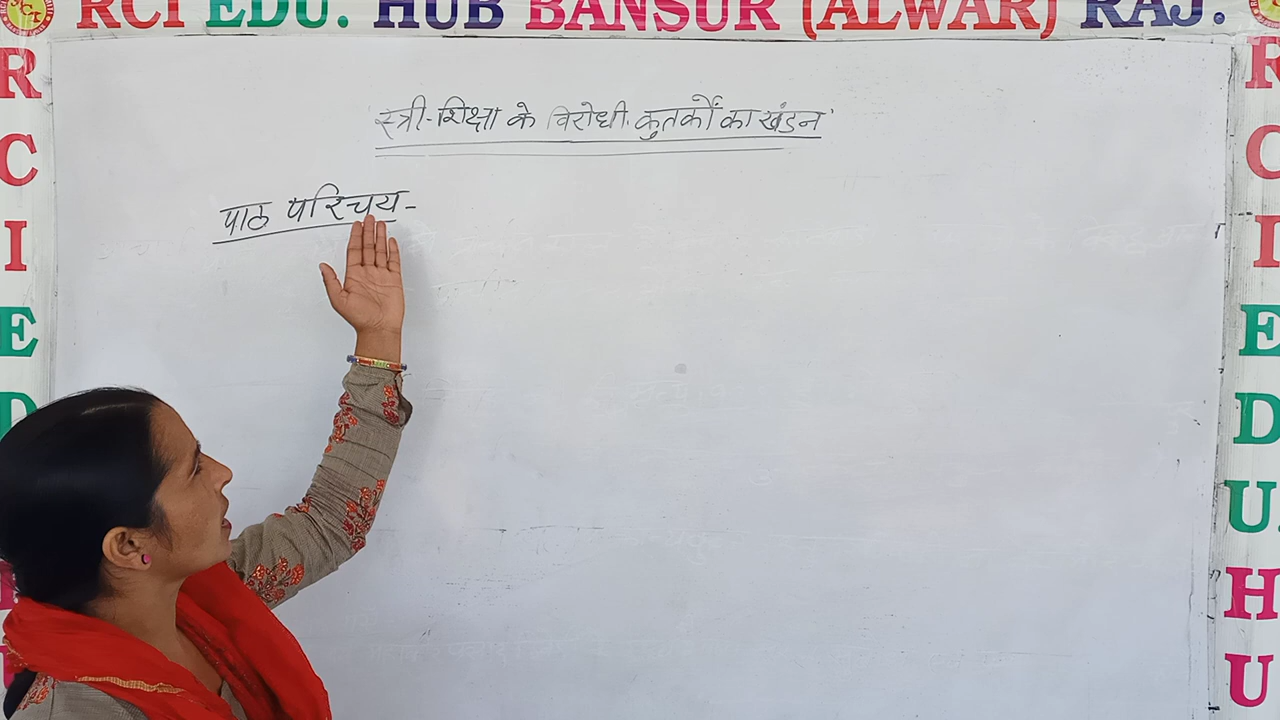 RCI EDU. HUB BANSUR (ALWAR) RAJ.
'स्त्री-शिक्षा के विरोधी कुतर्कों का खंडन'
पाठ परिचय-
R C I E D
R C I E D U. H U